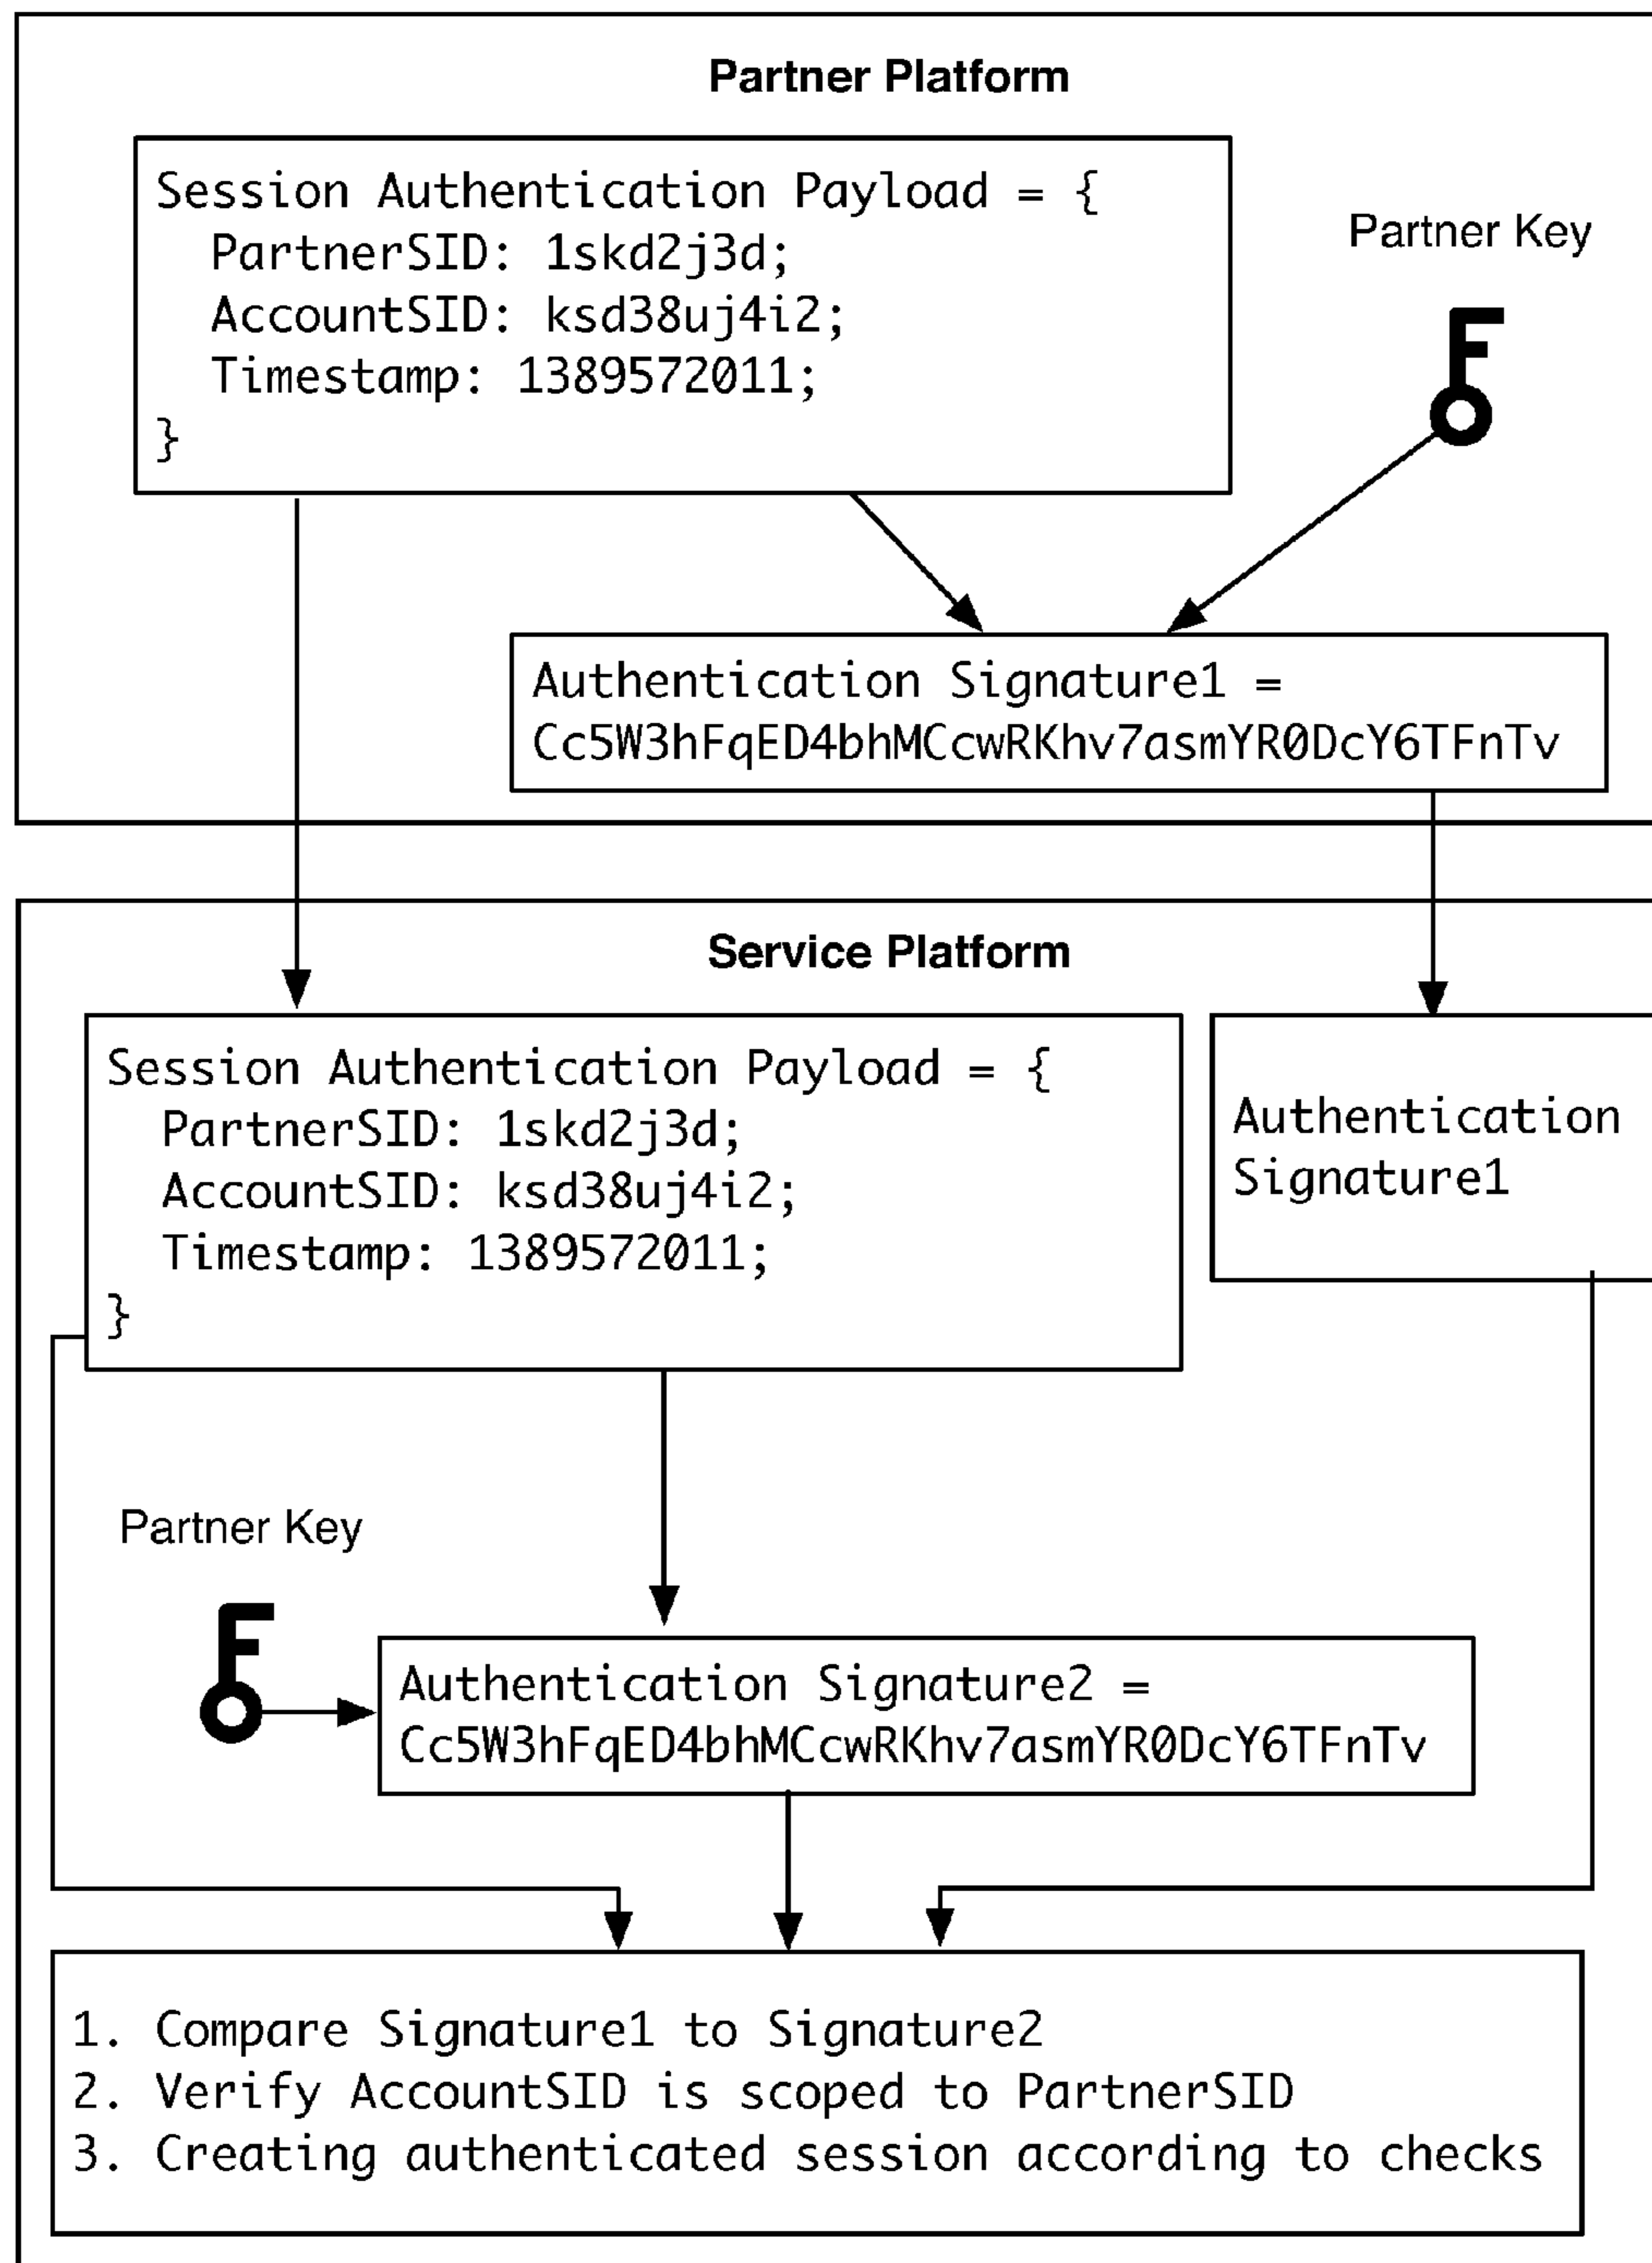 Partner Platform
Session Authentication Payload = {
PartnerSID: 1skd2j3d;
AccountSID: ksd38uj4i2;
Timestamp: 1389572011;
}
Partner Key
Authentication Signature1 =
Cc5W3hFqED4bhMCcwRKhv7asmYR0DcY6TFnTv
Service Platform
Session Authentication Payload = {
PartnerSID: 1skd2j3d;
AccountSID: ksd38uj4i2;
Timestamp: 1389572011;
}
Authentication
Signature1
Partner Key
Authentication Signature2 =
Cc5W3hFqED4bhMCcwRKhv7asmYR0DcY6TFnTv
1. Compare Signature1 to Signature2
2. Verify AccountSID is scoped to PartnerSID
3. Creating authenticated session according to checks